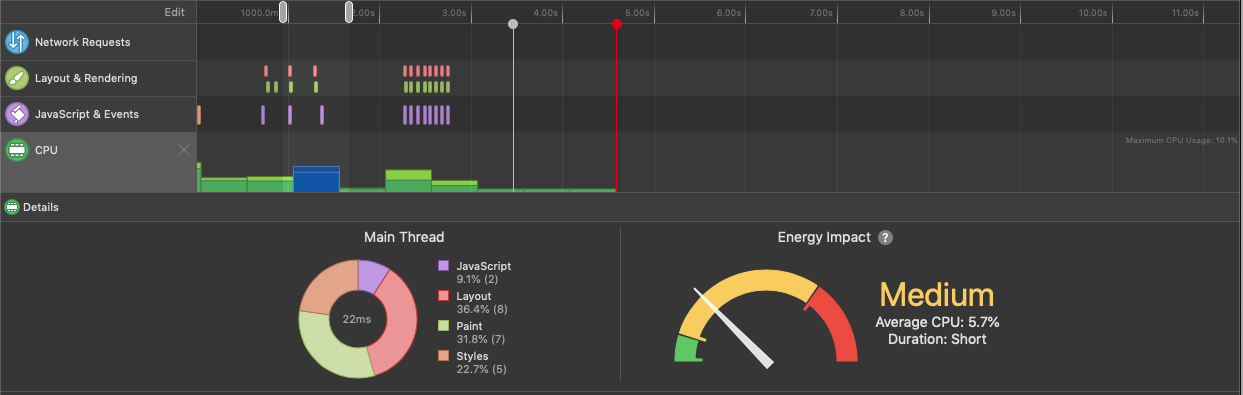 Edit
1000.0m
2.00s
3.00s
4.00s
5.00s
6.00s
7.00s
8.00s
9.00s
10.00s
11.00s
Network Requests
Layout & Rendering
JavaScript & Events
CPU
Maximum CPU Usage: 10.1%
Details
Main Thread
22ms
JavaScript
9.1% (2)
Layout
36.4% (8)
Paint
31.8% (7)
Styles
22.7% (5)
Energy Impact ?
Medium
Average CPU: 5.7%
Duration: Short